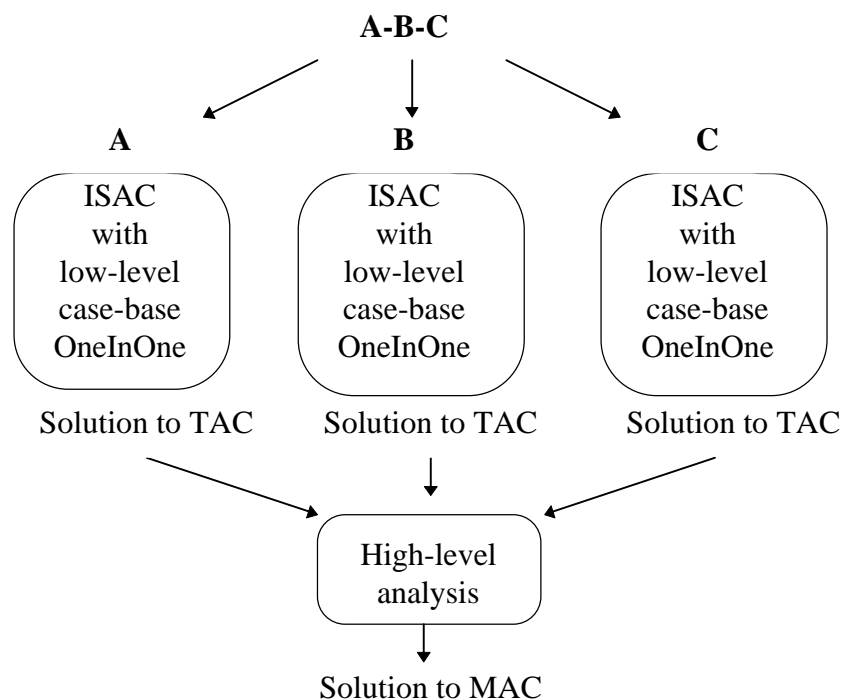 A-B-C
A
B
C
ISAC
with
low-level
case-base
OneInOne
ISAC
with
low-level
case-base
OneInOne
ISAC
with
low-level
case-base
OneInOne
Solution to TAC
Solution to TAC
Solution to TAC
High-level
analysis
Solution to MAC